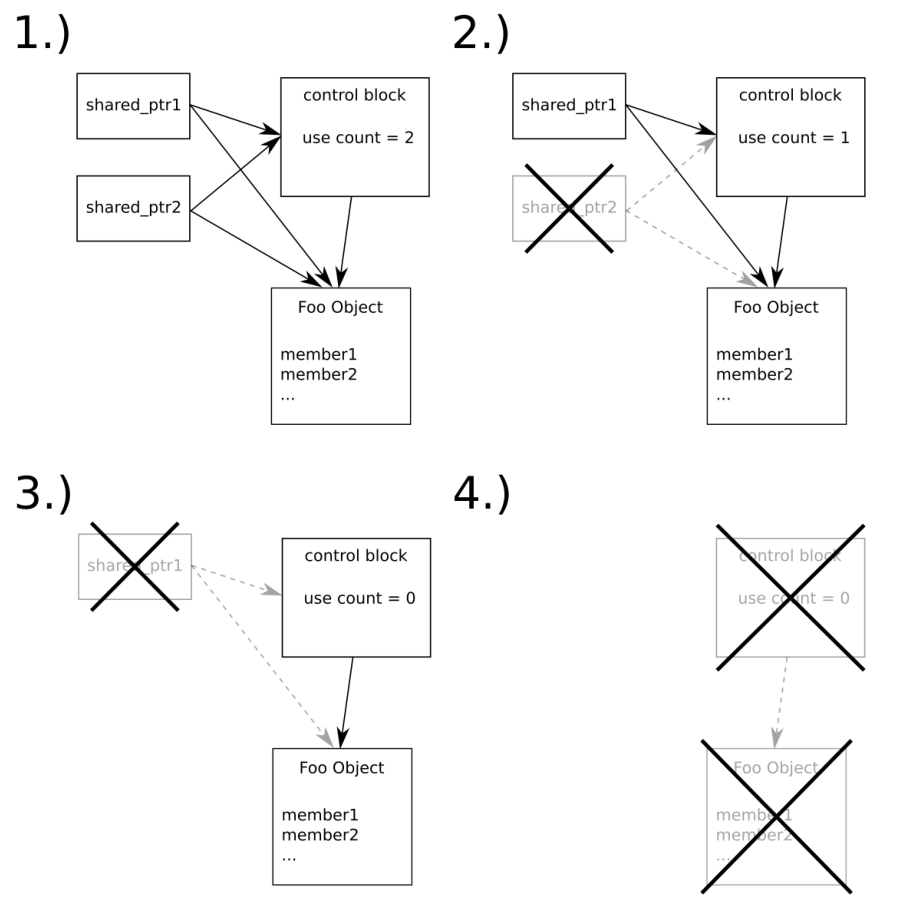 1.)
shared_ptr1
shared_ptr2
control block
use count = 2
Foo Object
member1
member2
...
2.)
shared_ptr1
shared_ptr2
control block
use count = 1
Foo Object
member1
member2
...
3.)
shared_ptr1
control block
use count = 0
Foo Object
member1
member2
...
4.)
control block
use count = 0
Foo Object
member1
member2
...